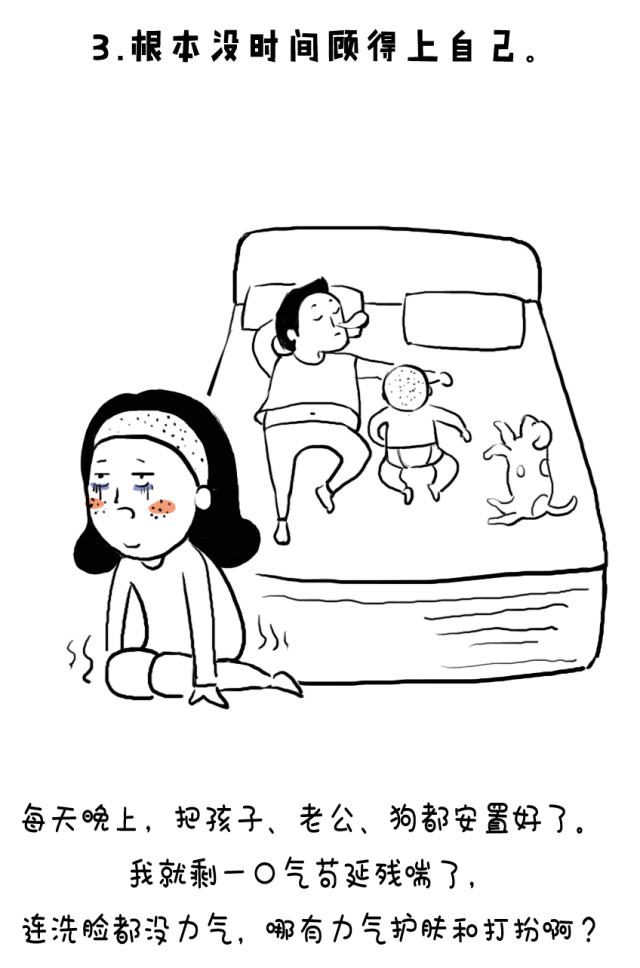 3.根本没时间顾得上自己。
每天晚上，把孩子、老公、狗都安置好了。
我就剩一口气苟延残喘了，
连洗脸都没力气，哪有力气护肤和打扮啊？